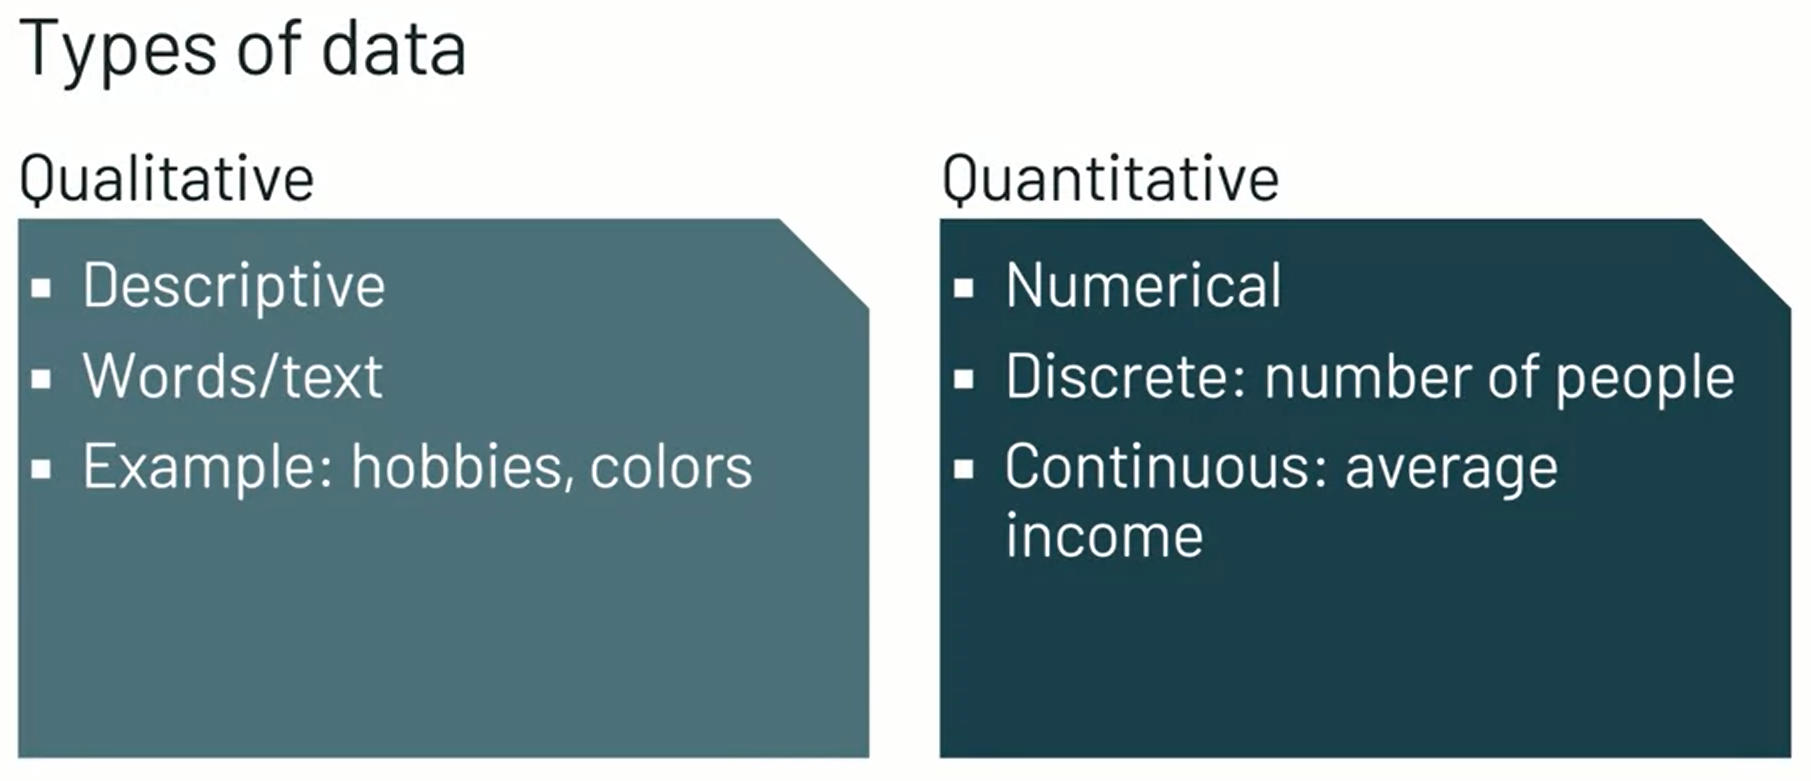 Types of data
Qualitative
▪ Descriptive
▪ Words/text
▪ Example: hobbies, colors
Quantitative
▪ Numerical
▪ Discrete: number of people
▪ Continuous: average
income